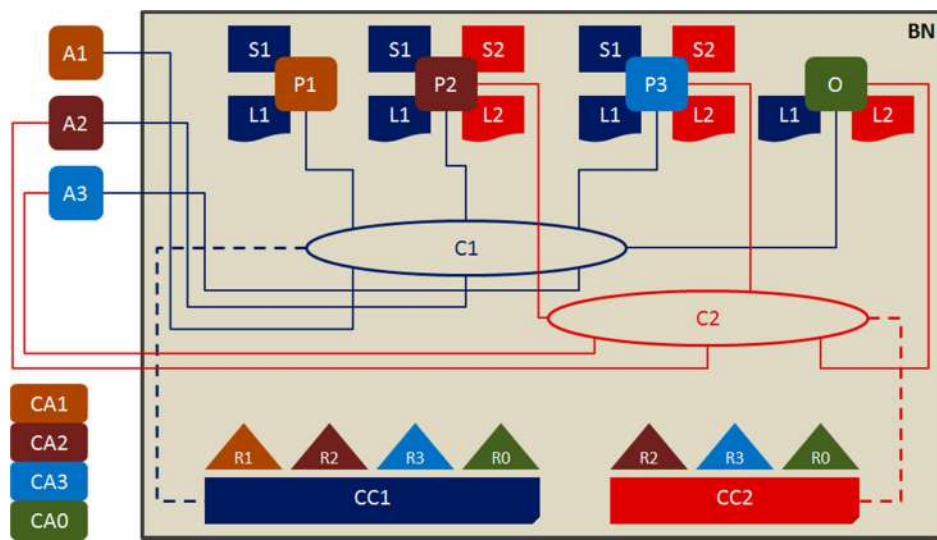 BN
A1
A2
A3
S1
P1
L1
S1
S2
P2
L1
L2
S1
S2
P3
L1
L2
O
L1
L2
C1
C2
CA1
CA2
CA3
CA0
R1
R2
R3
R0
CC1
R2
R3
R0
CC2